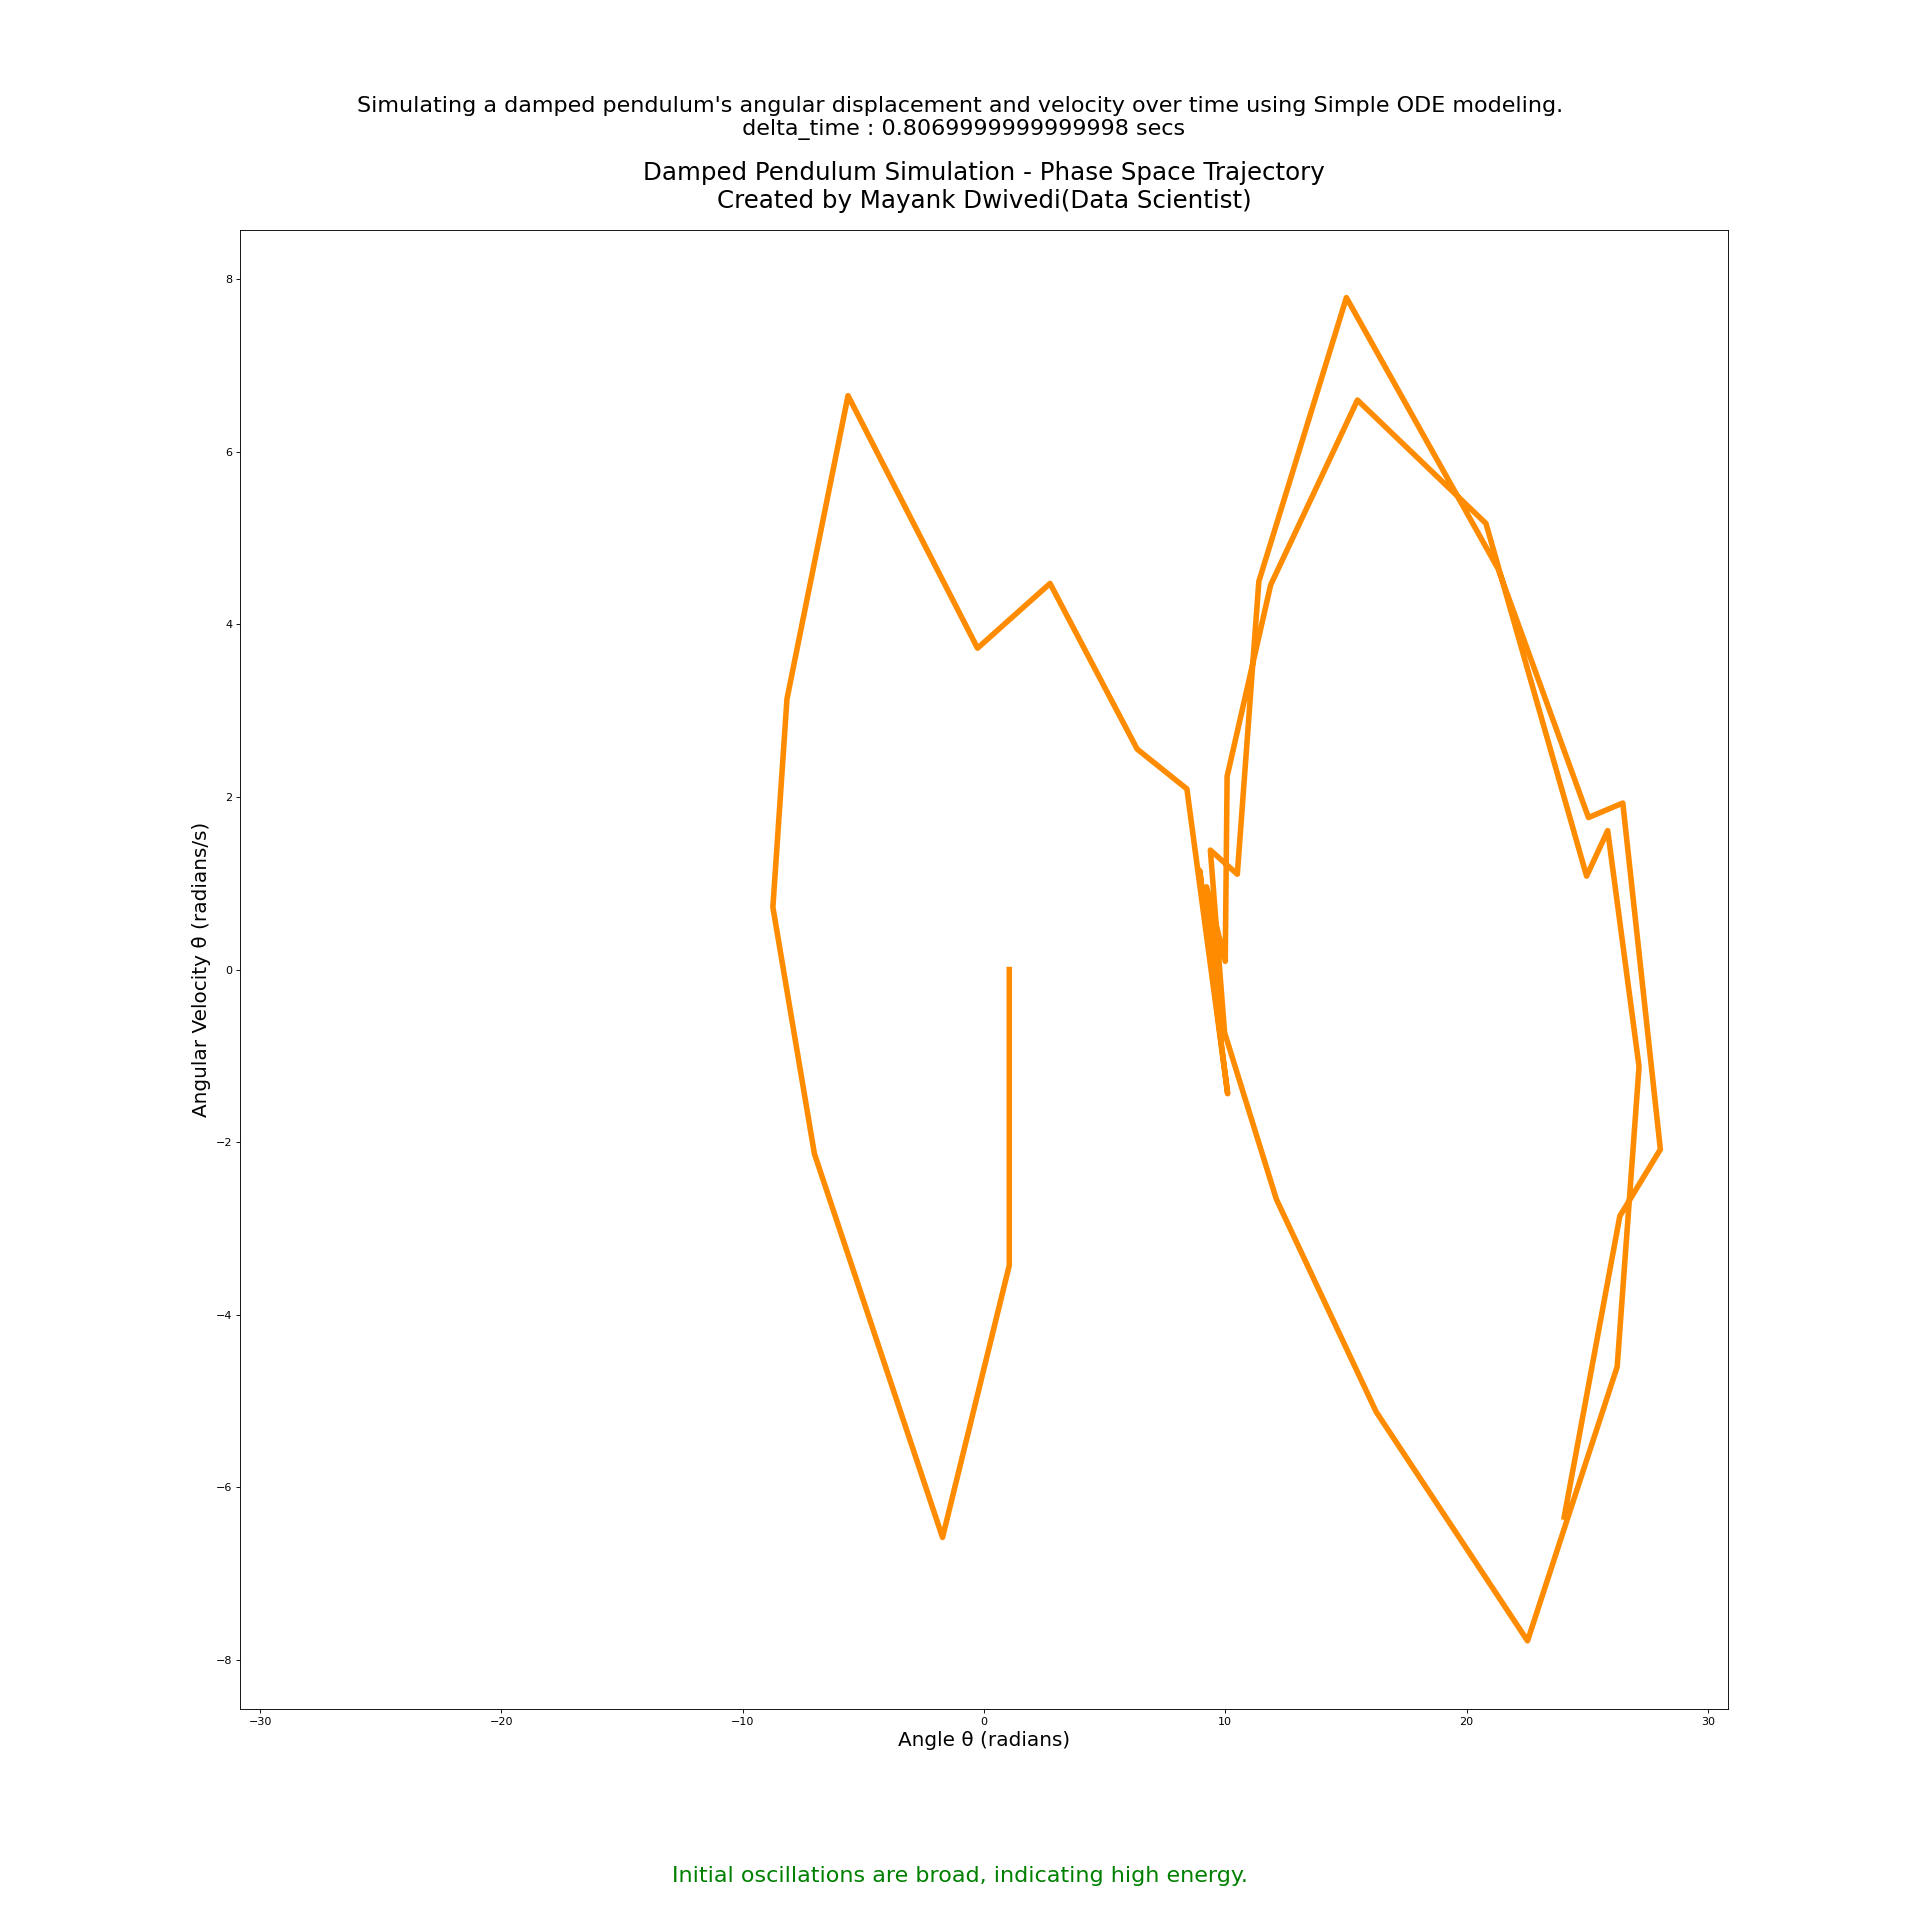 Simulating a damped pendulum's angular displacement and velocity over time using Simple ODE modeling.
delta_time : 0.8069999999999998 secs
Damped Pendulum Simulation - Phase Space Trajectory
Created by Mayank Dwivedi(Data Scientist)
8
6
4
2
0
−2
−4
−6
−8
Angular Velocity θ (radians/s)
−30
−20
−10
0
10
20
30
Angle θ (radians)
Initial oscillations are broad, indicating high energy.